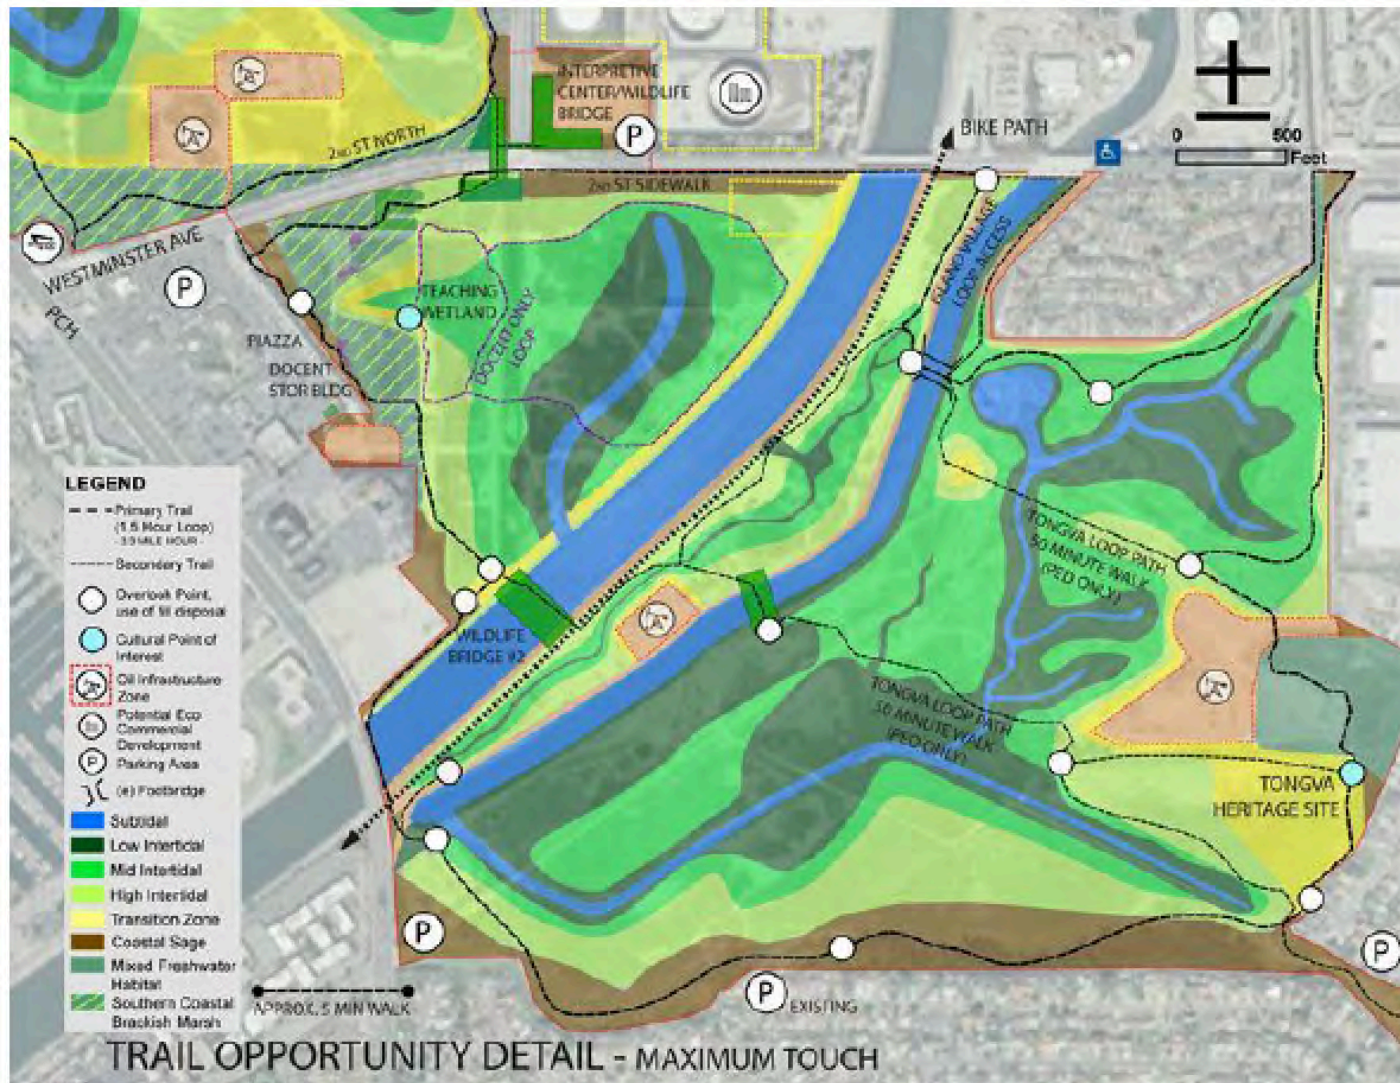 INTERPRETIVE
CENTER/WILDLIFE
BRIDGE
P
BIKE PATH
0 500
Feet
2ND ST NORTH
2ND ST SIDEWALK
WESTMINSTER AVE
P
PCH
ISLAND VILLAGE
LOOP ACCESS
TEACHING
WETLAND
DOCENT ONLY
LOOP
PIAZZA
DOCENT
STOR BLDG
TONGVA LOOP PATH
30 MINUTE WALK
(PED ONLY)
WILDLIFE
BRIDGE #2
TONGVA LOOP PATH
30 MINUTE WALK
(PED ONLY)
TONGVA
HERITAGE SITE
LEGEND
Primary Trail
(1.5 Hour Loop)
Secondary Trail
Overlook Point,
use of fill disposal
Cultural Point of
Interest
Oil Infrastructure
Zone
Potential Eco
Commercial
Development
P Parking Area
(e) Footbridge
Subtidal
Low Intertidal
Mid Intertidal
High Intertidal
Transition Zone
Coastal Sage
Mixed Freshwater
Habitat
Southern Coastal
Brackish Marsh
P
P
APPROX. 5 MIN WALK
P EXISTING
TRAIL OPPORTUNITY DETAIL - MAXIMUM TOUCH